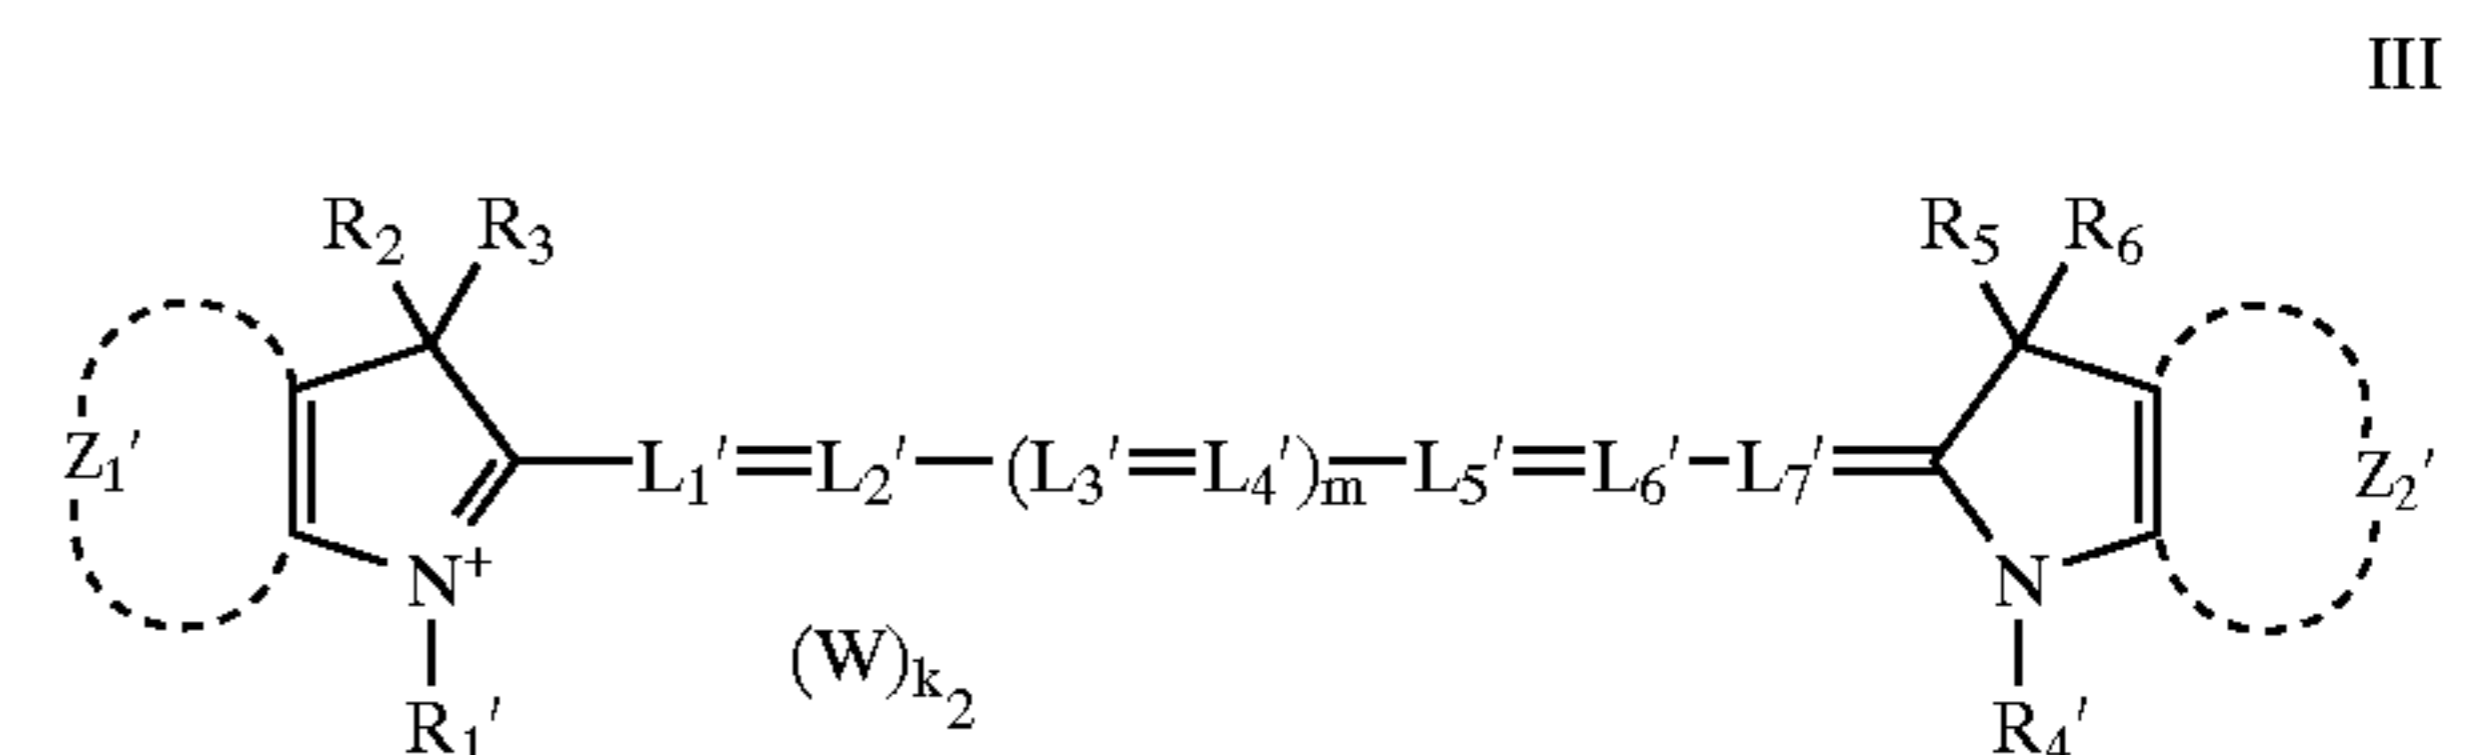 III
R₂ R₃ R₅ R₆
Z₁′ L₁′=L₂′—(L₃′=L₄′)ₘ—L₅′=L₆′—L₇′= Z₂′
N⁺ N
(W)k₂
R₁′ R₄′